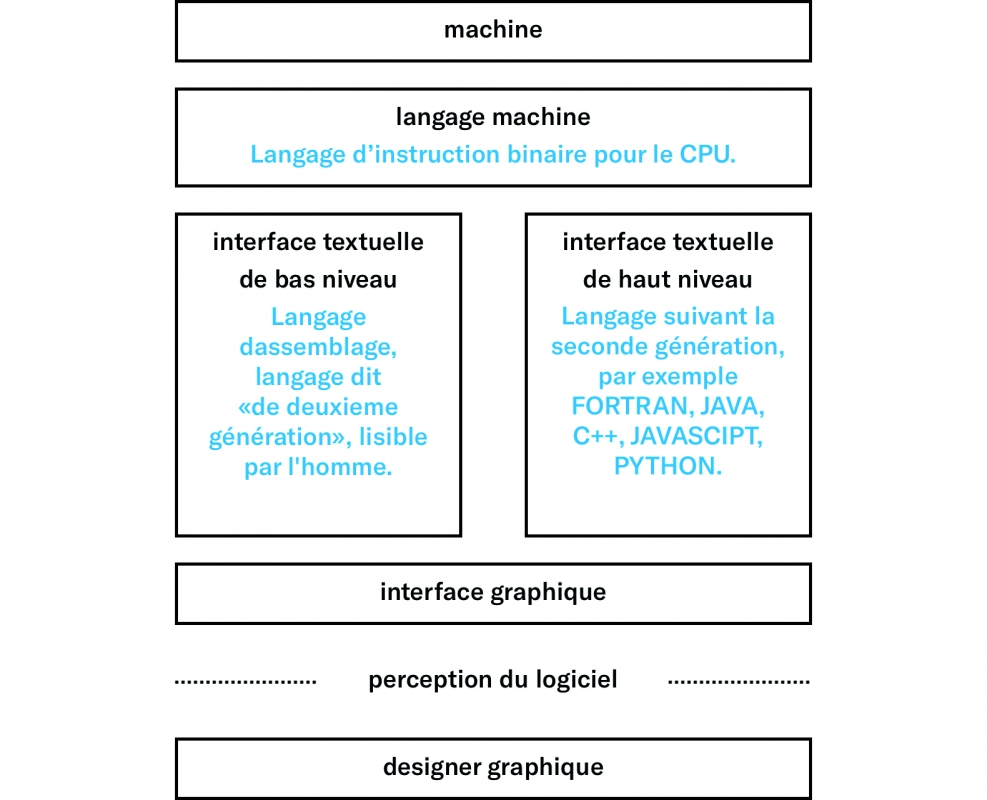 machine
langage machine
Langage d’instruction binaire pour le CPU.
interface textuelle
de bas niveau
Langage
dassemblage,
langage dit
«de deuxieme
génération», lisible
par l'homme.
interface textuelle
de haut niveau
Langage suivant la
seconde génération,
par exemple
FORTRAN, JAVA,
C++, JAVASCIPT,
PYTHON.
interface graphique
perception du logiciel
designer graphique